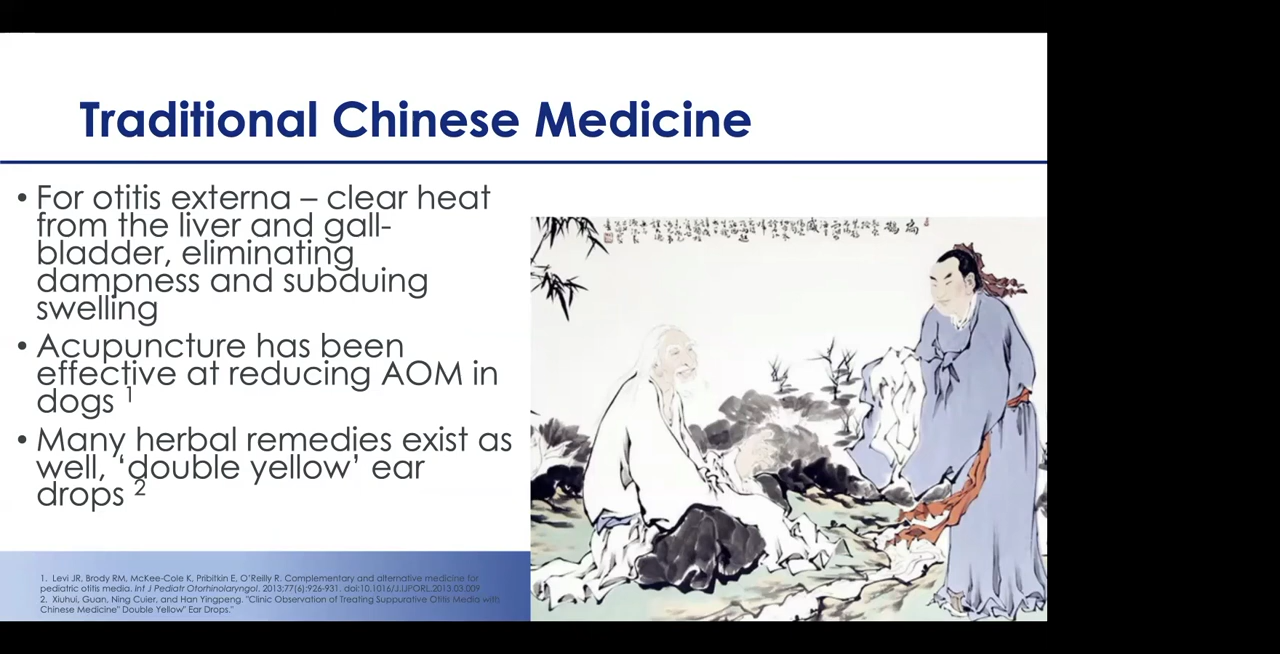 Traditional Chinese Medicine
• For otitis externa – clear heat
from the liver and gall-
bladder, eliminating
dampness and subduing
swelling
• Acupuncture has been
effective at reducing AOM in
dogs 1
• Many herbal remedies exist as
well, ‘double yellow’ ear
drops 2
1. Levi JR, Brody RM, McKee-Cole K, Pribitkin E, O’Reilly R. Complementary and alternative medicine for
pediatric otitis media. Int J Pediatr Otorhinolaryngol. 2013;77(6):926-931. doi:10.1016/J.IJPORL.2013.03.009
2. Xiuhui, Guan, Ning Cuier, and Han Yingpeng. "Clinic Observation of Treating Suppurative Otitis Media with
Chinese Medicine" Double Yellow" Ear Drops."